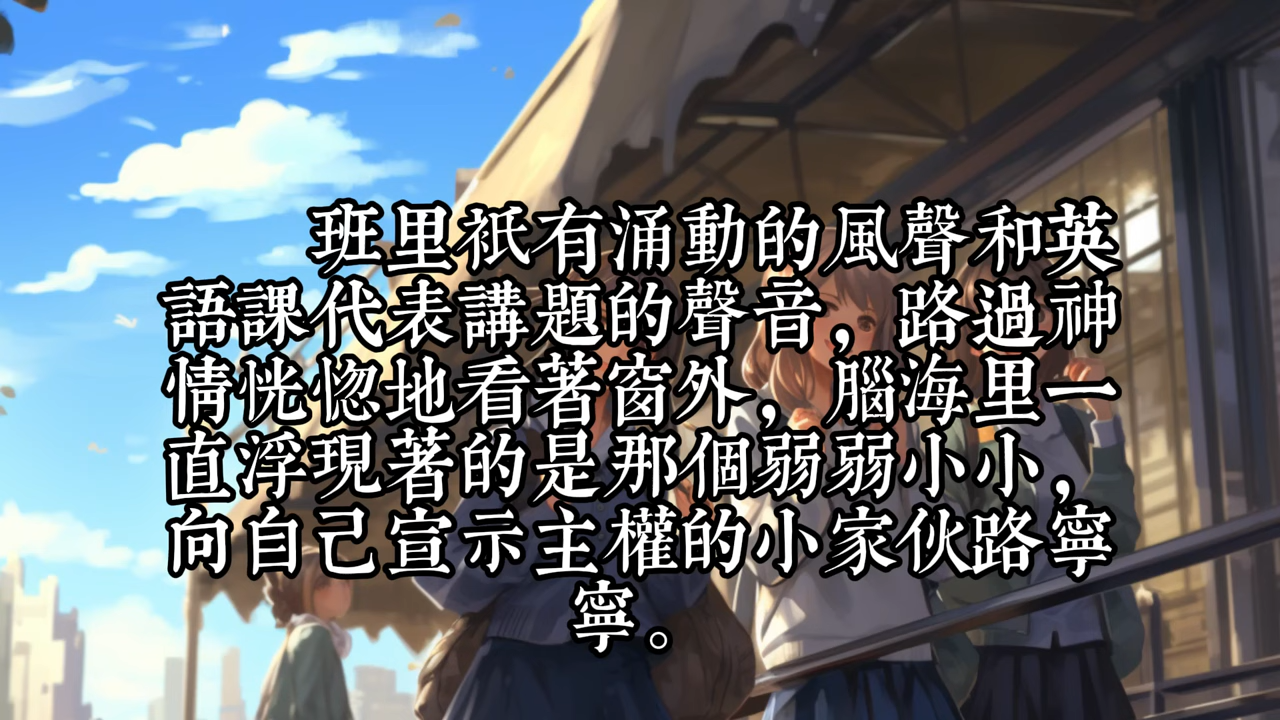 班里衹有涌動的風聲和英
語課代表講題的聲音，路過神
情恍惚地看著窗外，腦海里一
直浮現著的是那個弱弱小小，
向自己宣示主權的小家伙路寧
寧。